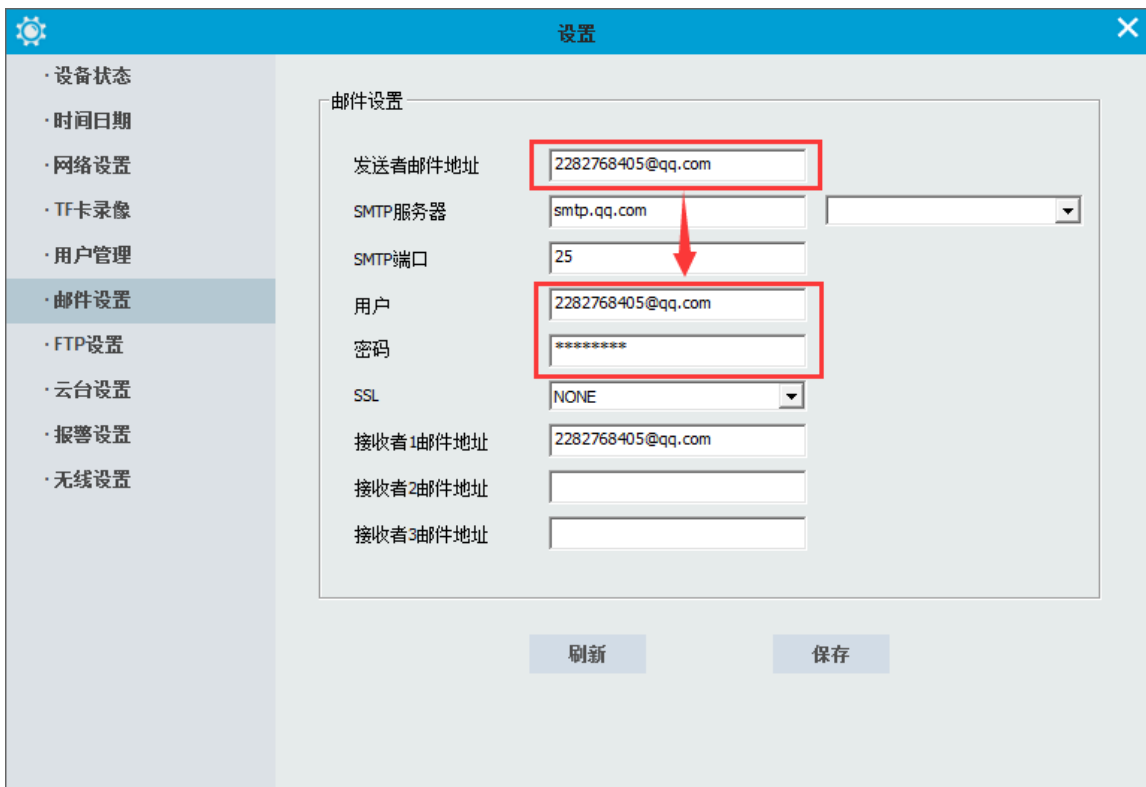 设置
·设备状态
·时间日期
·网络设置
·TF卡录像
·用户管理
·邮件设置
·FTP设置
·云台设置
·报警设置
·无线设置
邮件设置
发送者邮件地址 2282768405@qq.com
SMTP服务器 smtp.qq.com
SMTP端口 25
用户 2282768405@qq.com
密码 ********
SSL NONE
接收者1邮件地址 2282768405@qq.com
接收者2邮件地址
接收者3邮件地址
刷新 保存